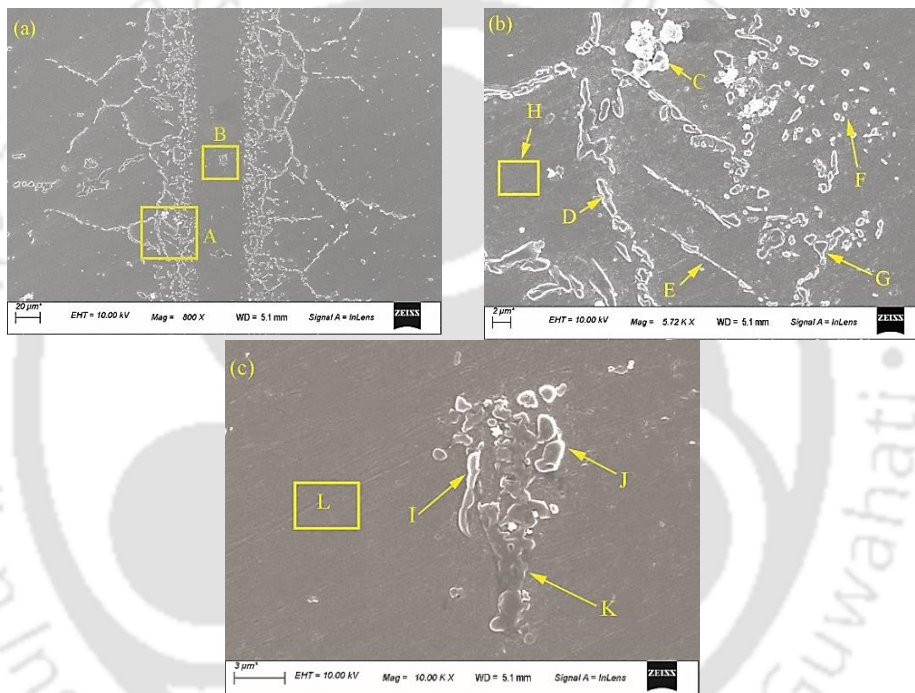 (a)
B
A
20 µm*
EHT = 10.00 kV
Mag = 800 X
WD = 5.1 mm
Signal A = InLens
ZEISS
(b)
C
H
F
D
E
G
2 µm*
EHT = 10.00 kV
Mag = 5.72 K X
WD = 5.1 mm
Signal A = InLens
ZEISS
(c)
L
I
J
K
3 µm*
EHT = 10.00 kV
Mag = 10.00 K X
WD = 5.1 mm
Signal A = InLens
ZEISS
Guwahati